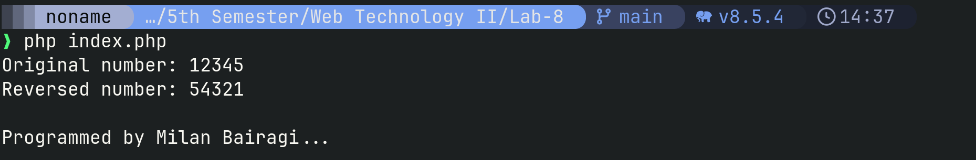 noname …/5th Semester/Web Technology II/Lab-8 main v8.5.4 14:37
❯ php index.php
Original number: 12345
Reversed number: 54321
Programmed by Milan Bairagi...